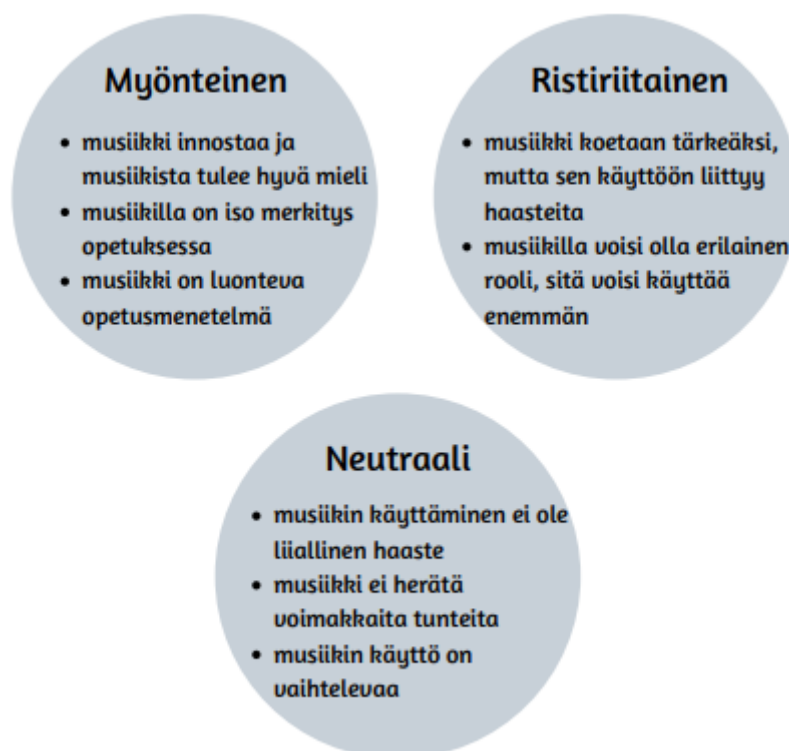 Myönteinen
• musiikki innostaa ja
musiikista tulee hyvä mieli
• musiikilla on iso merkitys
opetuksessa
• musiikki on luonteva
opetusmenetelmä
Ristiriitainen
• musiikki koetaan tärkeäksi,
mutta sen käyttöön liittyy
haasteita
• musiikilla voisi olla erilainen
rooli, sitä voisi käyttää
enemmän
Neutraali
• musiikin käyttäminen ei ole
liiallinen haaste
• musiikki ei herätä
voimakkaita tunteita
• musiikin käyttö on
vaihtelevaa